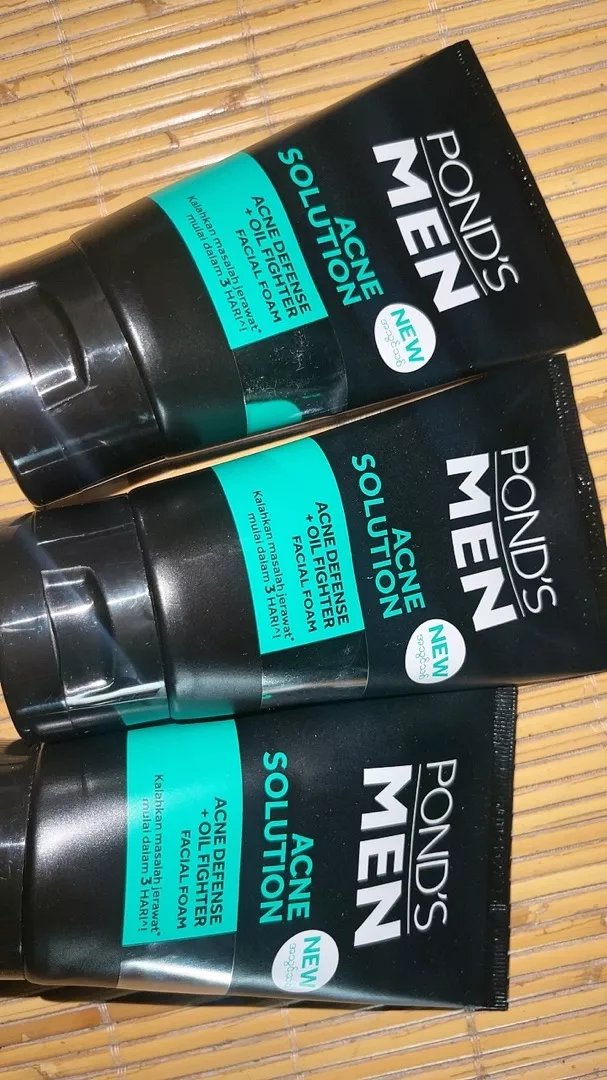 POND'S
MEN
ACNE
SOLUTION
NEW
ACNE DEFENSE
+ OIL FIGHTER
FACIAL FOAM
Kalahkan masalah jerawat*
mulai dalam 3 HARI^!
POND'S
MEN
ACNE
SOLUTION
NEW
ACNE DEFENSE
+ OIL FIGHTER
FACIAL FOAM
Kalahkan masalah jerawat*
mulai dalam 3 HARI^!
POND'S
MEN
ACNE
SOLUTION
NEW
ACNE DEFENSE
+ OIL FIGHTER
FACIAL FOAM
Kalahkan masalah jerawat*
mulai dalam 3 HARI^!